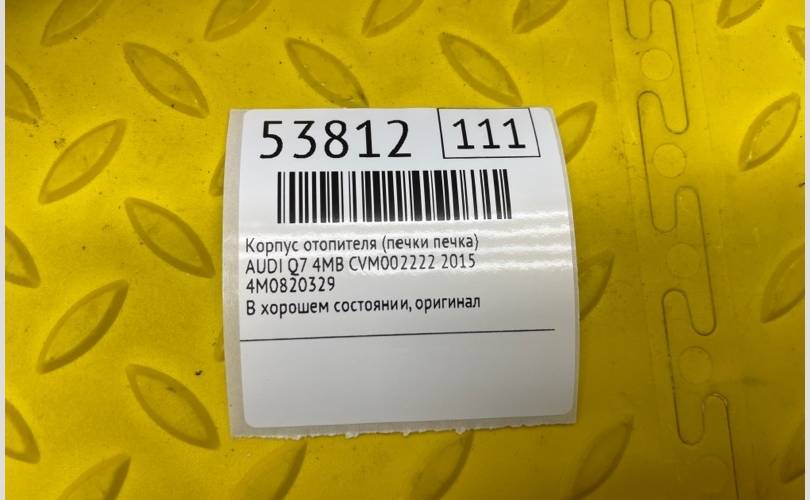 53812 111
Корпус отопителя (печки печка)
AUDI Q7 4MB CVM002222 2015
4M0820329
В хорошем состоянии, оригинал